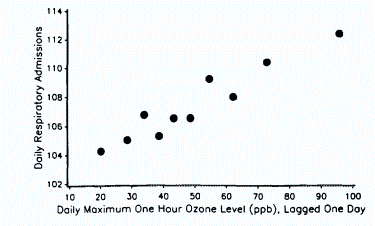 114
112
110
108
106
104
102
Daily Respiratory Admissions
10 20 30 40 50 60 70 80 90 100
Daily Maximum One Hour Ozone Level (ppb), Lagged One Day